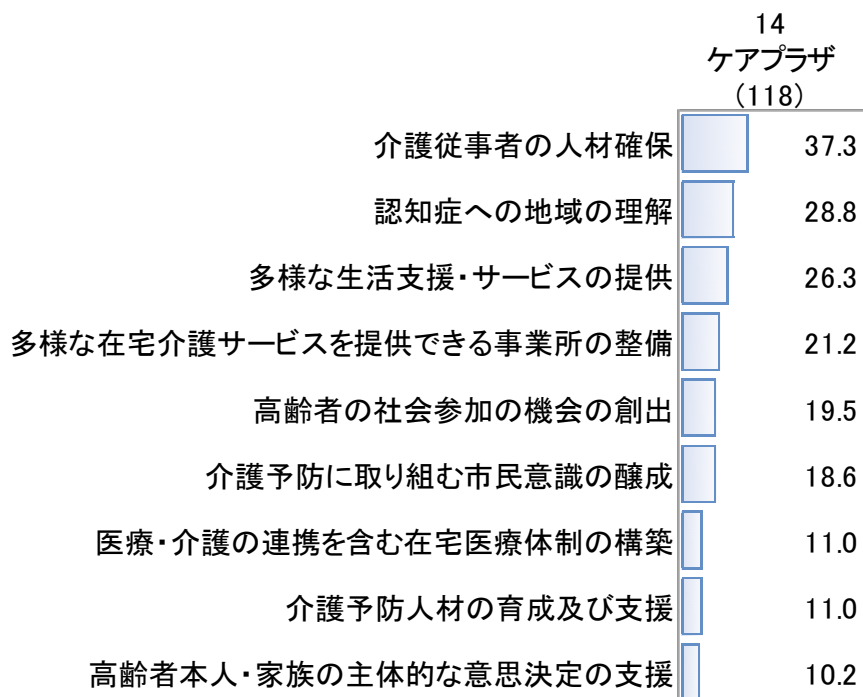 14
ケアプラザ
(118)
介護従事者の人材確保 37.3
認知症への地域の理解 28.8
多様な生活支援・サービスの提供 26.3
多様な在宅介護サービスを提供できる事業所の整備 21.2
高齢者の社会参加の機会の創出 19.5
介護予防に取り組む市民意識の醸成 18.6
医療・介護の連携を含む在宅医療体制の構築 11.0
介護予防人材の育成及び支援 11.0
高齢者本人・家族の主体的な意思決定の支援 10.2